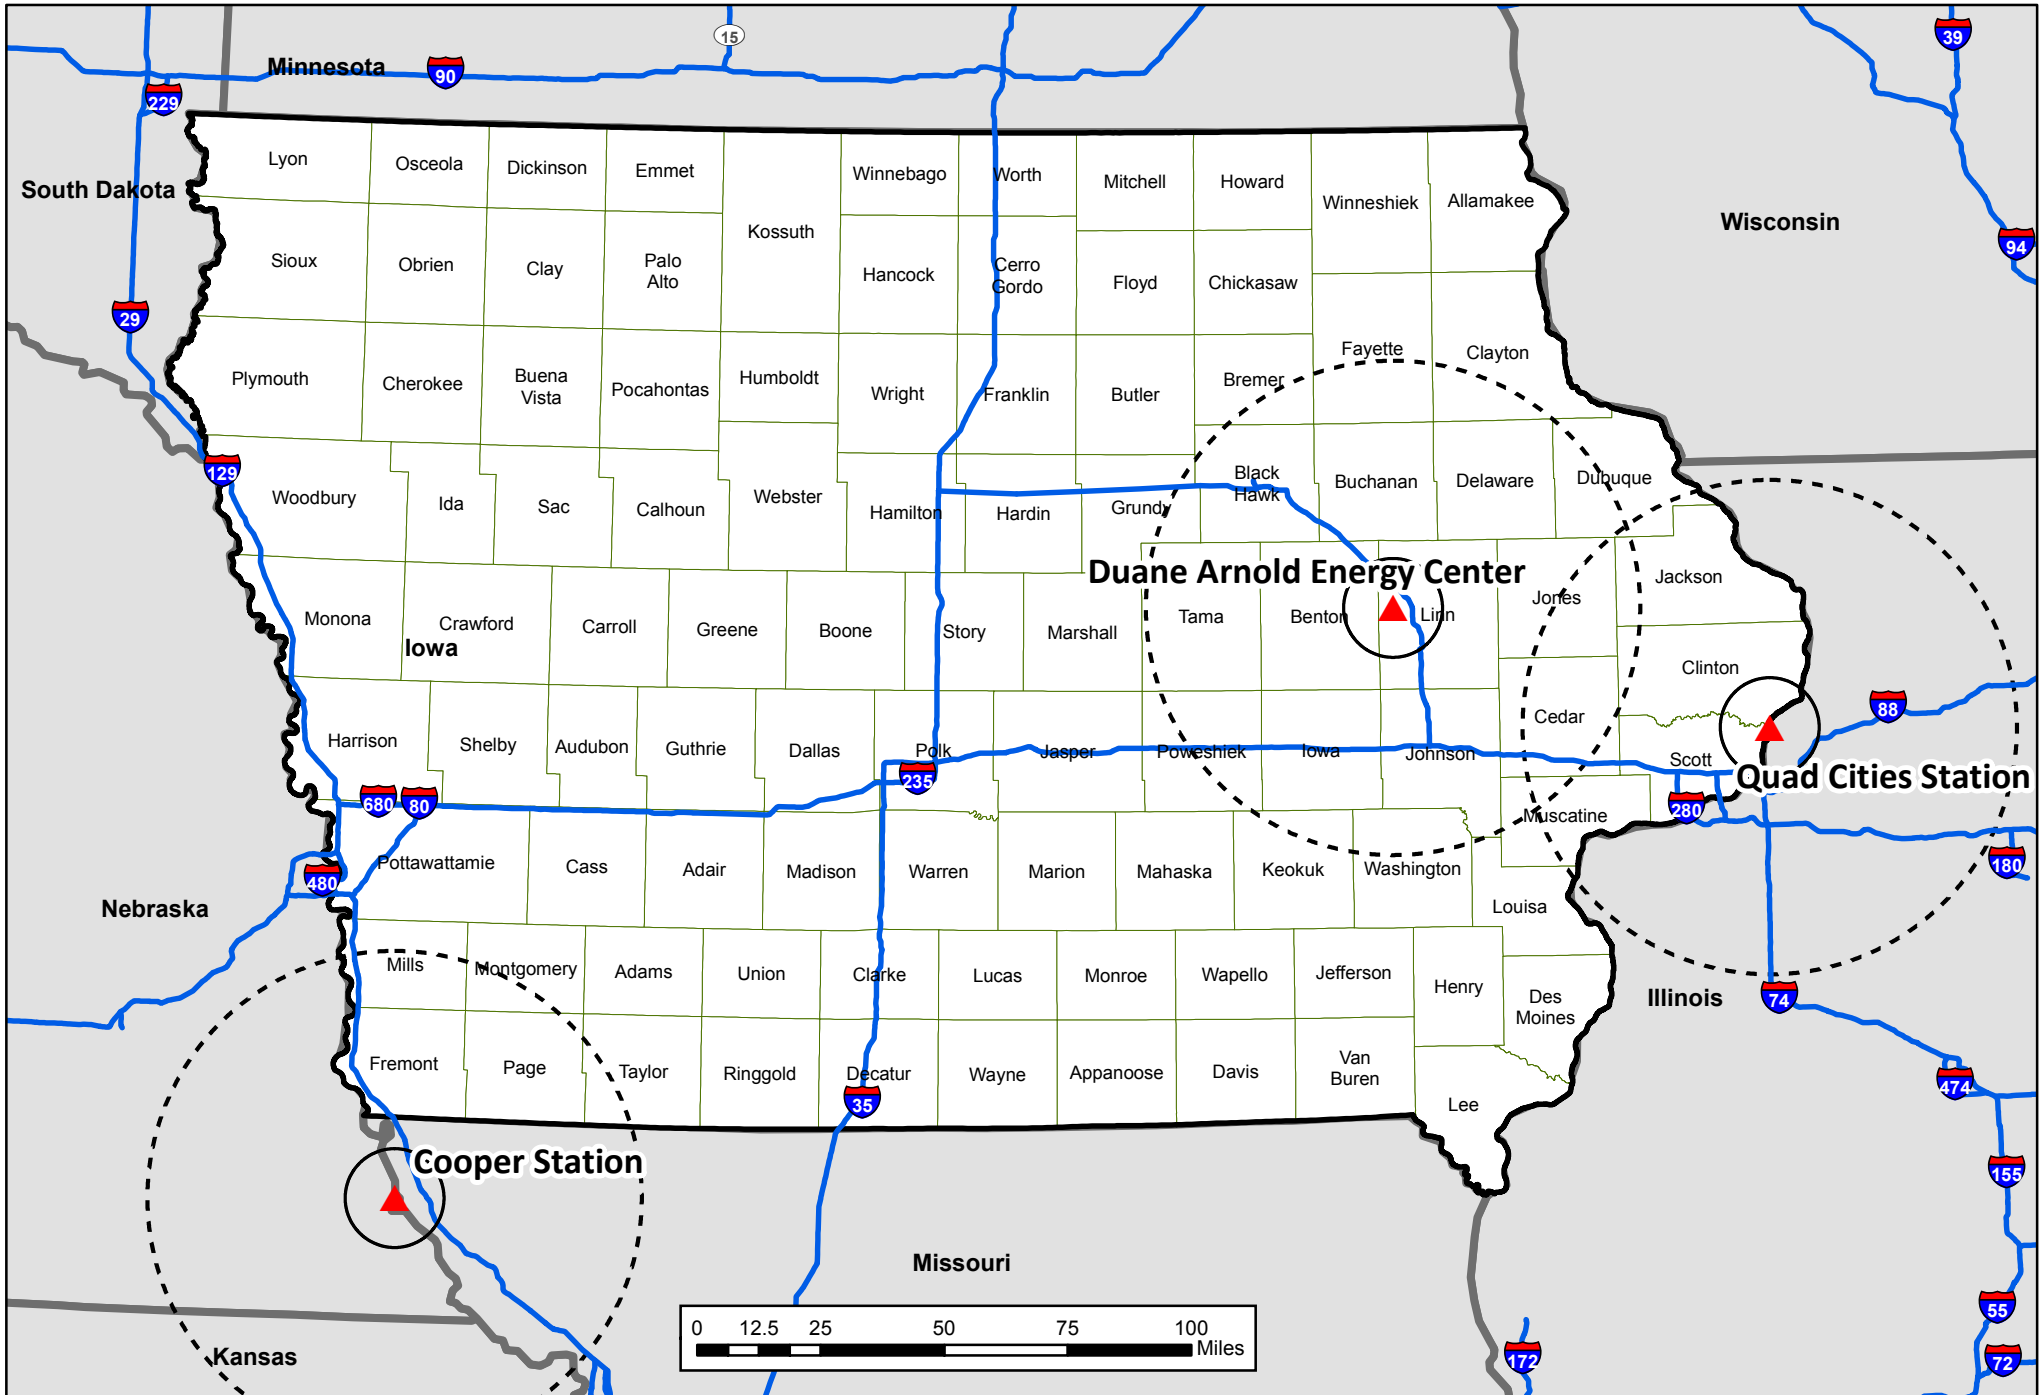 15
39
Minnesota
90
229
Lyon
Osceola
Dickinson
Emmet
Winnebago
Worth
Mitchell
Howard
Winneshiek
Allamakee
South Dakota
Wisconsin
Kossuth
94
Sioux
Obrien
Clay
Palo
Alto
Hancock
Cerro
Gordo
Floyd
Chickasaw
29
Fayette
Clayton
Plymouth
Cherokee
Buena
Vista
Pocahontas
Humboldt
Wright
Franklin
Butler
Bremer
129
Woodbury
Ida
Sac
Calhoun
Webster
Hamilton
Hardin
Grundy
Black
Hawk
Buchanan
Delaware
Dubuque
Duane Arnold Energy Center
Jackson
Jones
Monona
Crawford
Carroll
Greene
Boone
Story
Marshall
Tama
Benton
Linn
Iowa
Clinton
88
Harrison
Shelby
Audubon
Guthrie
Dallas
Polk
Jasper
Poweshiek
Iowa
Johnson
Cedar
Scott
Quad Cities Station
235
680
80
280
Muscatine
180
Pottawattamie
Cass
Adair
Madison
Warren
Marion
Mahaska
Keokuk
Washington
480
Louisa
Nebraska
Mills
Montgomery
Adams
Union
Clarke
Lucas
Monroe
Wapello
Jefferson
Henry
Des
Moines
Illinois
74
Fremont
Page
Taylor
Ringgold
Decatur
Wayne
Appanoose
Davis
Van
Buren
Lee
35
474
Cooper Station
155
Missouri
55
0 12.5 25 50 75 100
Miles
Kansas
172
72